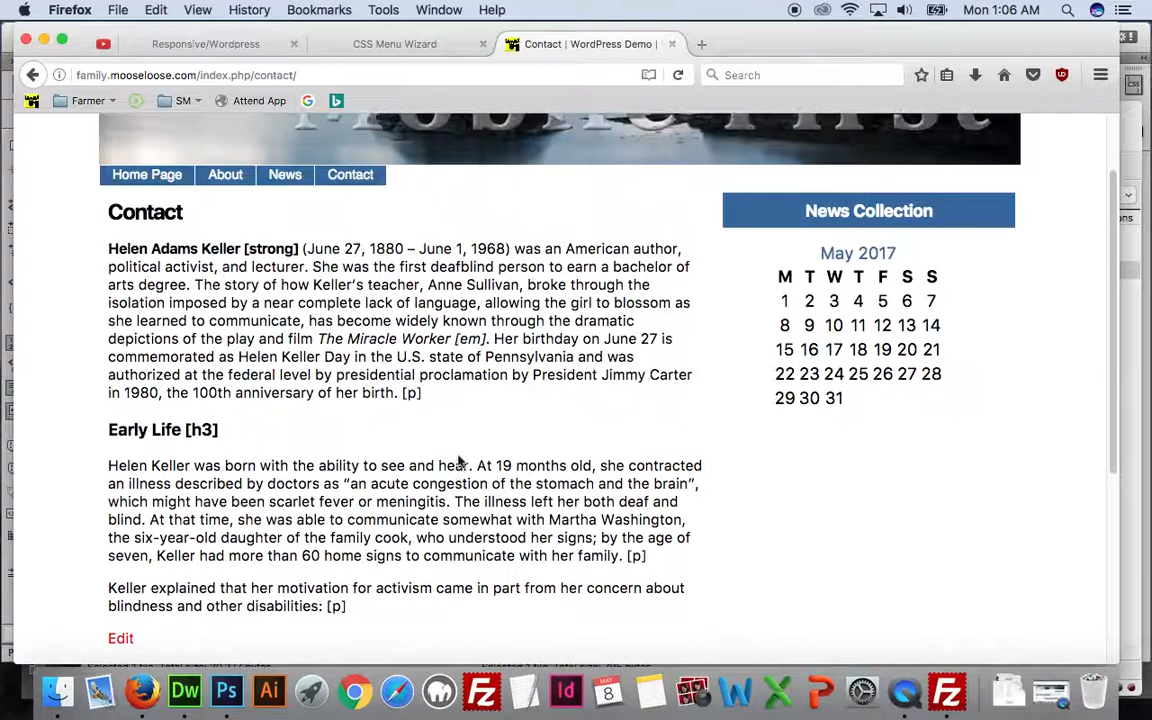 Firefox File Edit View History Bookmarks Tools Window Help Mon 1:06 AM
Responsive/Wordpress CSS Menu Wizard Contact | WordPress Demo |
family.mooseloose.com/index.php/contact/ Search
Farmer SM Attend App
Mobile First
Home Page About News Contact
Contact
News Collection
Helen Adams Keller [strong] (June 27, 1880 – June 1, 1968) was an American author,
political activist, and lecturer. She was the first deafblind person to earn a bachelor of
arts degree. The story of how Keller's teacher, Anne Sullivan, broke through the
isolation imposed by a near complete lack of language, allowing the girl to blossom as
she learned to communicate, has become widely known through the dramatic
depictions of the play and film The Miracle Worker [em]. Her birthday on June 27 is
commemorated as Helen Keller Day in the U.S. state of Pennsylvania and was
authorized at the federal level by presidential proclamation by President Jimmy Carter
in 1980, the 100th anniversary of her birth. [p]
May 2017
M T W T F S S
1 2 3 4 5 6 7
8 9 10 11 12 13 14
15 16 17 18 19 20 21
22 23 24 25 26 27 28
29 30 31
Early Life [h3]
Helen Keller was born with the ability to see and hear. At 19 months old, she contracted
an illness described by doctors as “an acute congestion of the stomach and the brain”,
which might have been scarlet fever or meningitis. The illness left her both deaf and
blind. At that time, she was able to communicate somewhat with Martha Washington,
the six-year-old daughter of the family cook, who understood her signs; by the age of
seven, Keller had more than 60 home signs to communicate with her family. [p]
Keller explained that her motivation for activism came in part from her concern about
blindness and other disabilities: [p]
Edit
Dw Ps Ai Fz Id MAY 8 W X P Fz